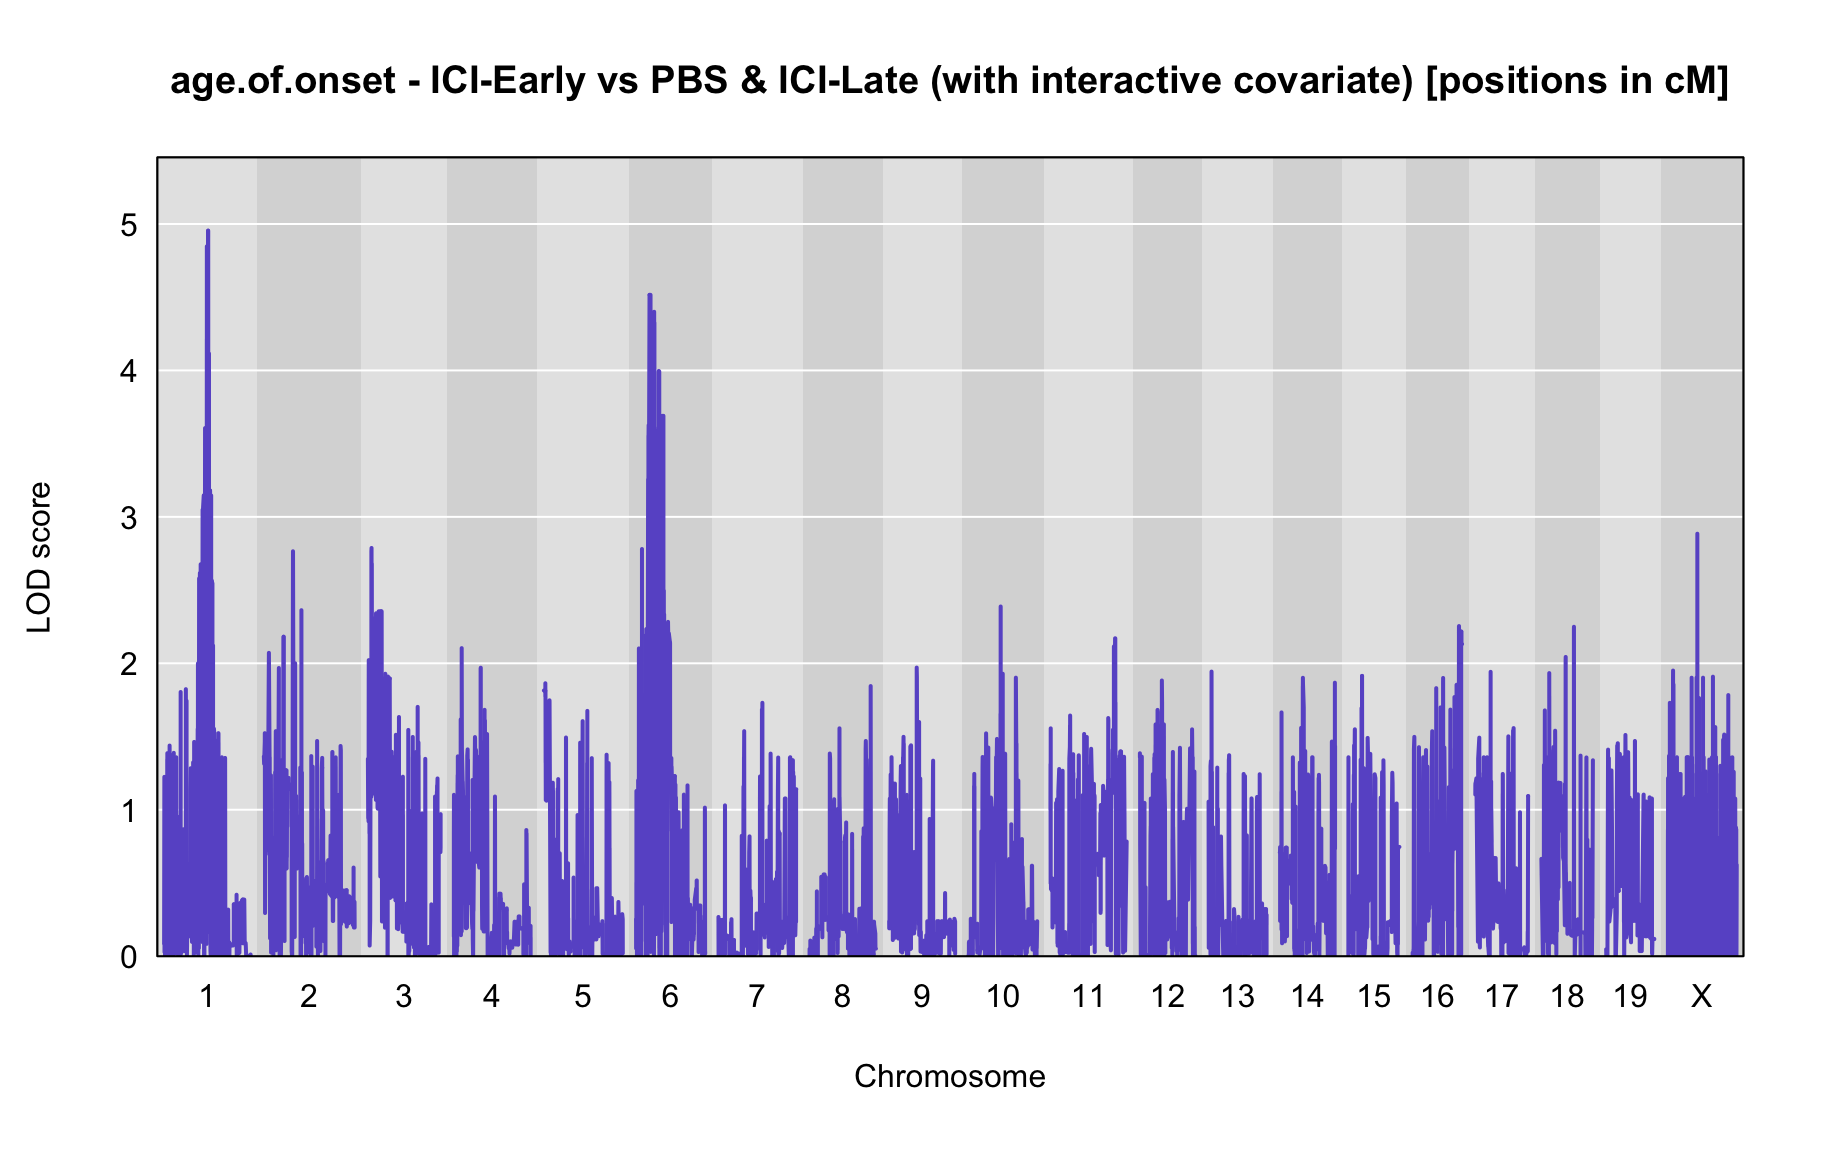 age.of.onset - ICI-Early vs PBS & ICI-Late (with interactive covariate) [positions in cM]
5
4
3
2
1
0
LOD score
1 2 3 4 5 6 7 8 9 10 11 12 13 14 15 16 17 18 19 X
Chromosome